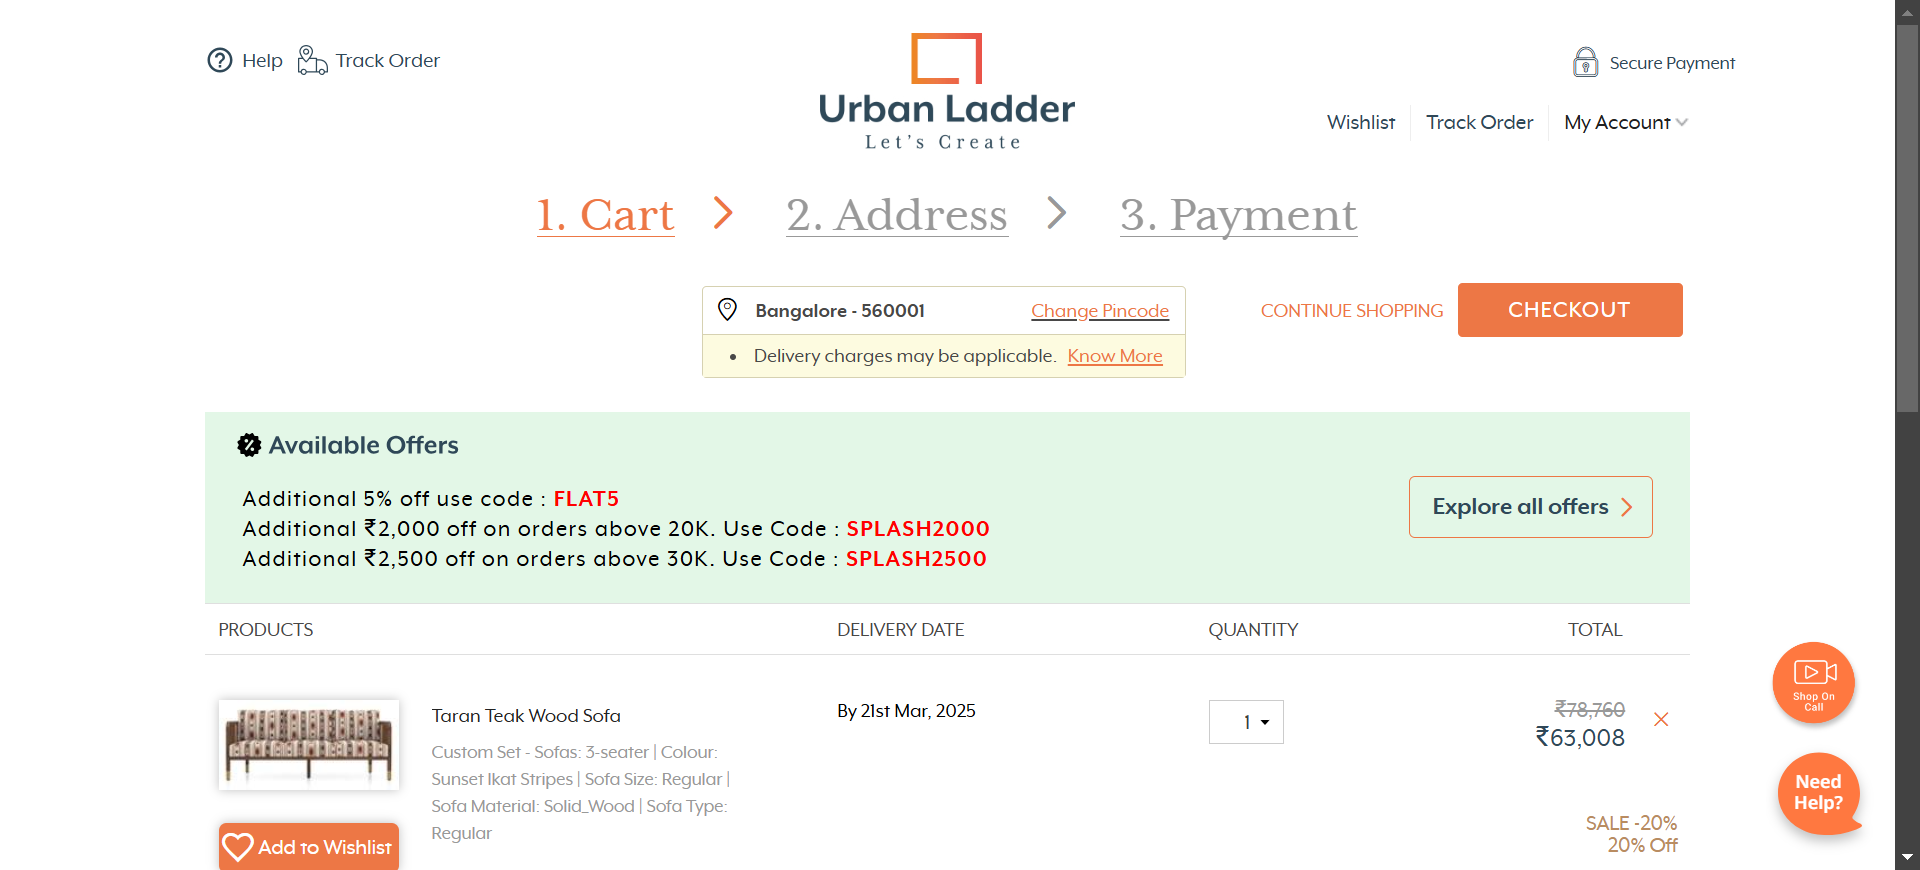 Help
Track Order
Urban Ladder
Let's Create
Secure Payment
Wishlist
Track Order
My Account
1. Cart
2. Address
3. Payment
Bangalore - 560001
Change Pincode
• Delivery charges may be applicable. Know More
CONTINUE SHOPPING
CHECKOUT
Available Offers
Additional 5% off use code : FLAT5
Additional ₹2,000 off on orders above 20K. Use Code : SPLASH2000
Additional ₹2,500 off on orders above 30K. Use Code : SPLASH2500
Explore all offers
PRODUCTS
DELIVERY DATE
QUANTITY
TOTAL
Taran Teak Wood Sofa
Custom Set - Sofas: 3-seater | Colour:
Sunset Ikat Stripes | Sofa Size: Regular |
Sofa Material: Solid_Wood | Sofa Type:
Regular
Add to Wishlist
By 21st Mar, 2025
1
₹78,760
₹63,008
SALE -20%
20% Off
Shop On
Call
Need
Help?